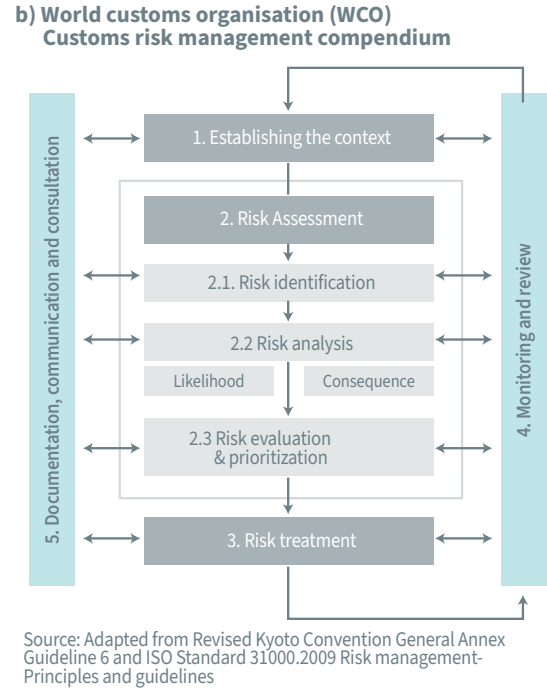 b) World customs organisation (WCO)
Customs risk management compendium
1. Establishing the context
2. Risk Assessment
2.1. Risk identification
2.2 Risk analysis
Likelihood
Consequence
2.3 Risk evaluation
& prioritization
3. Risk treatment
5. Documentation, communication and consultation
4. Monitoring and review
Source: Adapted from Revised Kyoto Convention General Annex
Guideline 6 and ISO Standard 31000.2009 Risk management-
Principles and guidelines